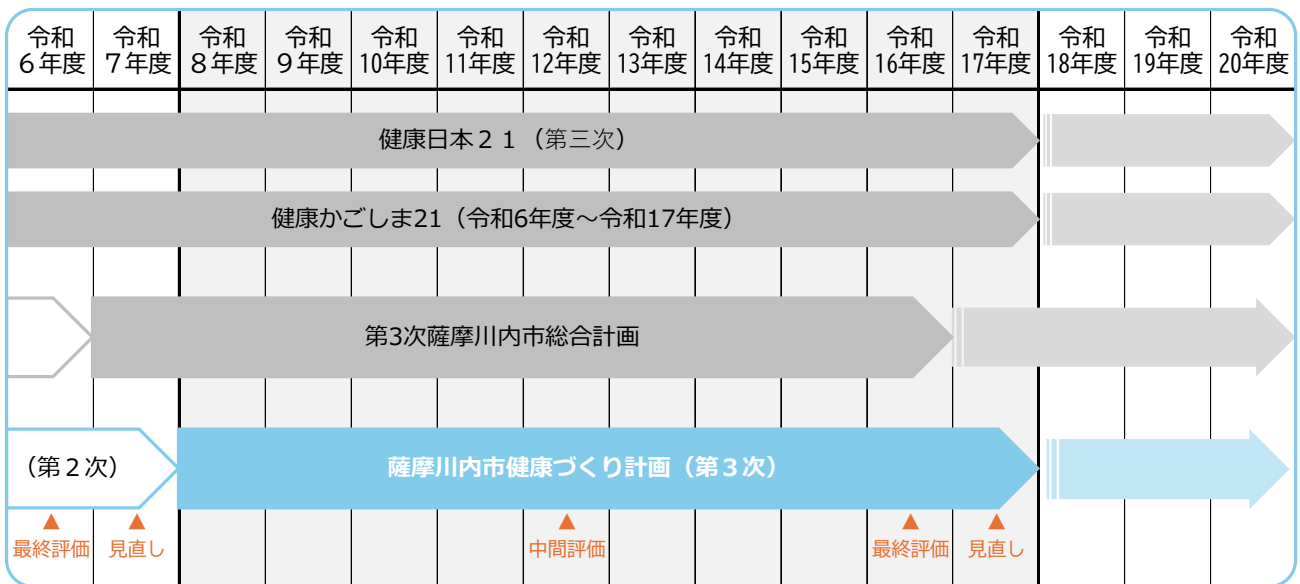 令和 令和 令和 令和 令和 令和 令和 令和 令和 令和 令和 令和 令和 令和 令和
６年度 ７年度 ８年度 ９年度 10年度 11年度 12年度 13年度 14年度 15年度 16年度 17年度 18年度 19年度 20年度
健康日本２１（第三次）
健康かごしま21（令和6年度～令和17年度）
第3次薩摩川内市総合計画
（第２次） 薩摩川内市健康づくり計画（第３次）
▲ ▲ ▲ ▲ ▲
最終評価 見直し 中間評価 最終評価 見直し